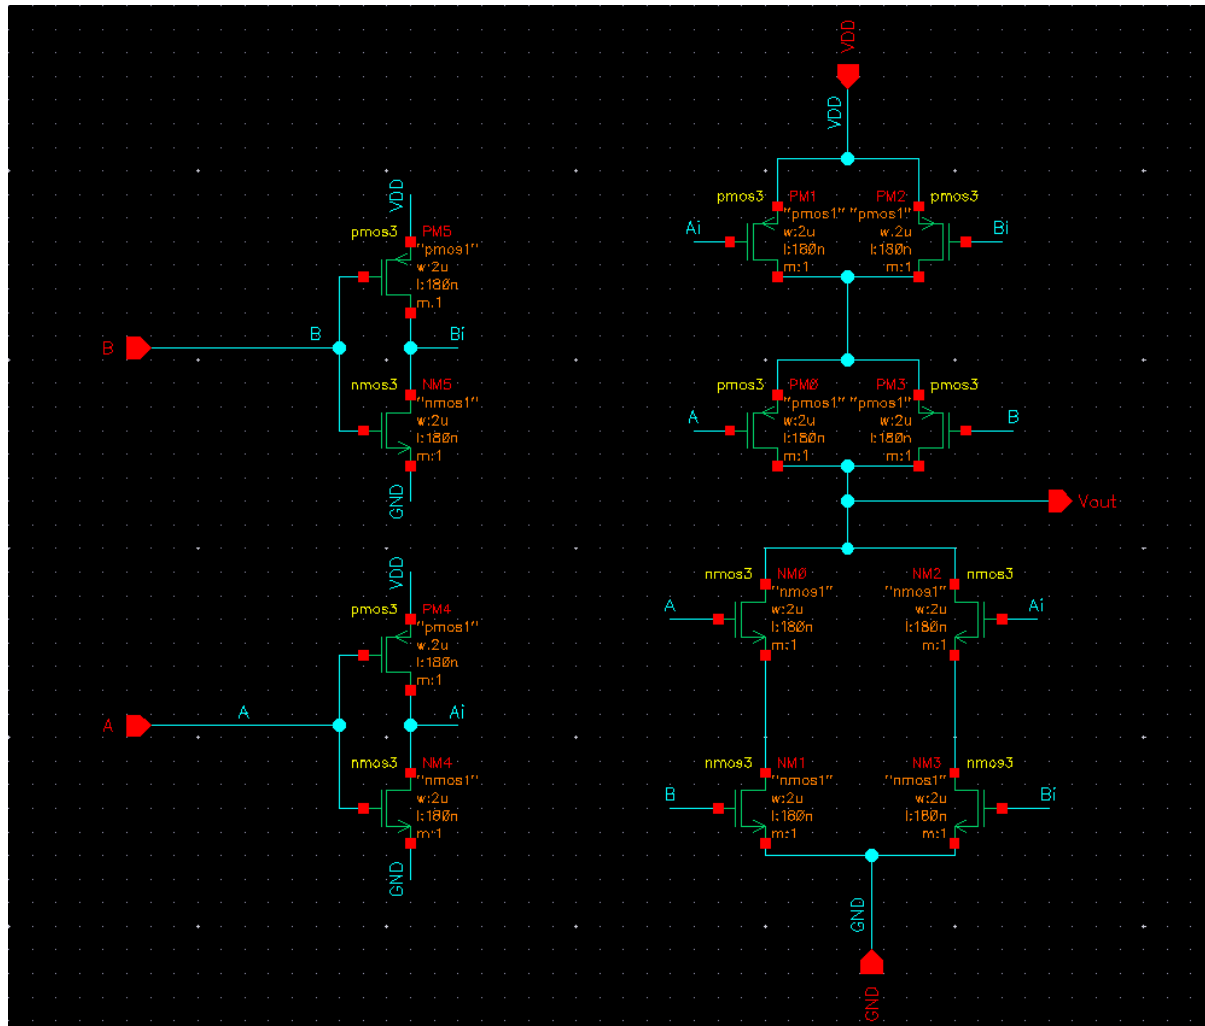 VDD
VDD
pmos3 PM1
"pmos1"
w:2u
l:180n
m:1
Ai
PM2 pmos3
"pmos1"
w:2u
l:180n
m:1
Bi
VDD
pmos3 PM5
"pmos1"
w:2u
l:180n
m:1
B
B
Bi
nmos3 NM5
"nmos1"
w:2u
l:180n
m:1
GND
pmos3 PM0
"pmos1"
w:2u
l:180n
m:1
A
PM3 pmos3
"pmos1"
w:2u
l:180n
m:1
B
Vout
VDD
pmos3 PM4
"pmos1"
w:2u
l:180n
m:1
A
A
Ai
nmos3 NM4
"nmos1"
w:2u
l:180n
m:1
GND
nmos3 NM0
"nmos1"
w:2u
l:180n
m:1
A
NM2 nmos3
"nmos1"
w:2u
l:180n
m:1
Ai
nmos3 NM1
"nmos1"
w:2u
l:180n
m:1
B
NM3 nmos3
"nmos1"
w:2u
l:180n
m:1
Bi
GND
GND